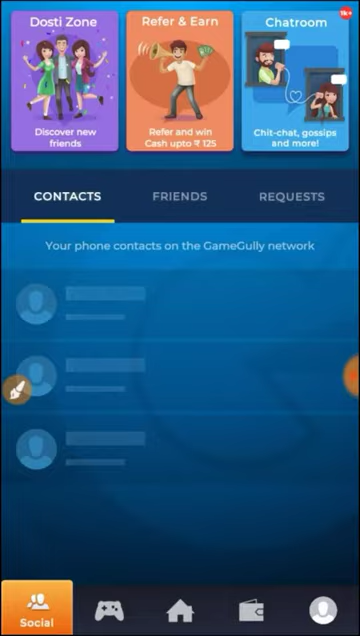 Dosti Zone
Discover new
friends
Refer & Earn
Refer and win
Cash upto ₹ 125
Chatroom
1k+
Chit-chat, gossips
and more!
CONTACTS
FRIENDS
REQUESTS
Your phone contacts on the GameGully network
Social